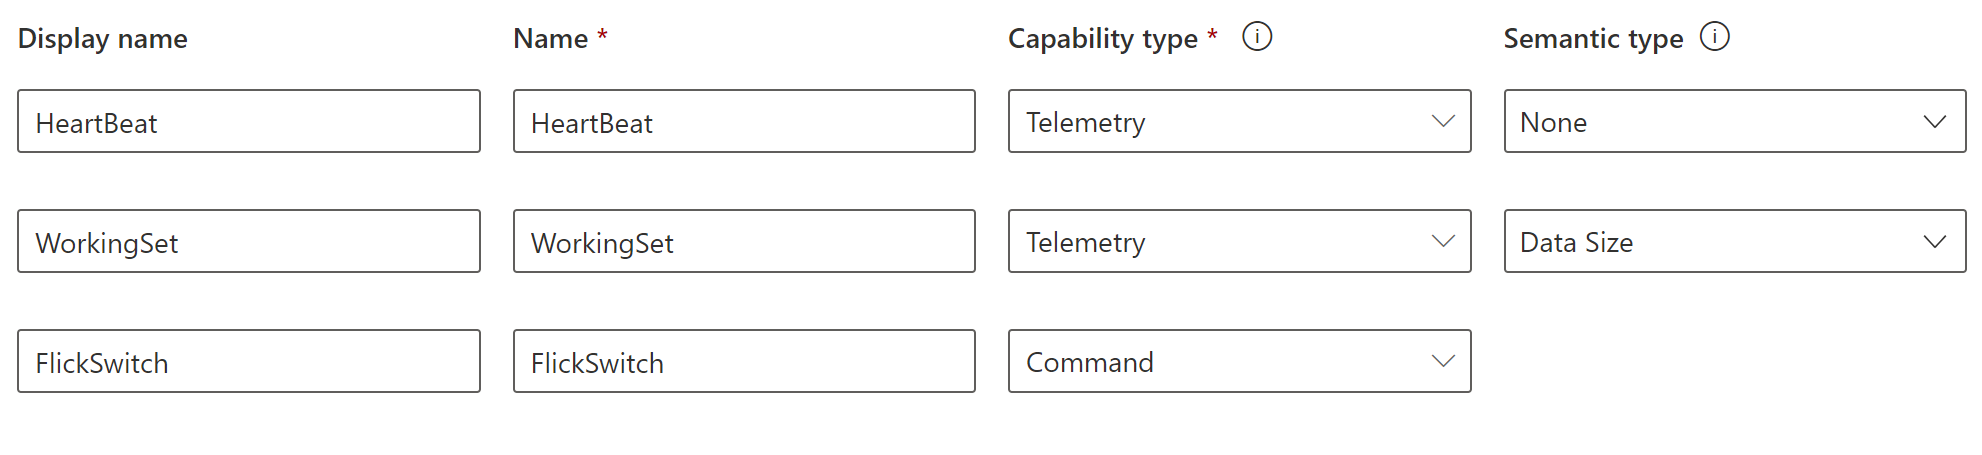 Display name Name * Capability type * Semantic type
HeartBeat HeartBeat Telemetry None
WorkingSet WorkingSet Telemetry Data Size
FlickSwitch FlickSwitch Command